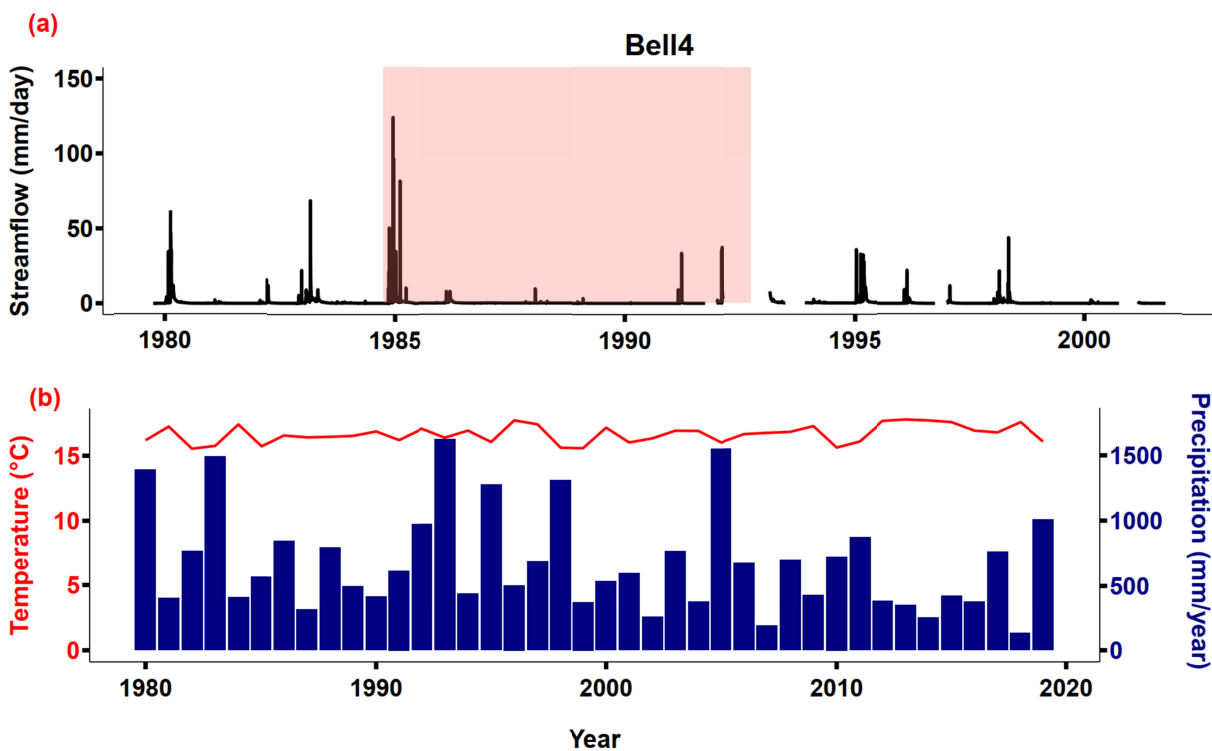 (a)
Bell4
Streamflow (mm/day)
150
100
50
0
1980 1985 1990 1995 2000
(b)
Temperature (°C)
15
10
5
0
Precipitation (mm/year)
1500
1000
500
0
1980 1990 2000 2010 2020
Year